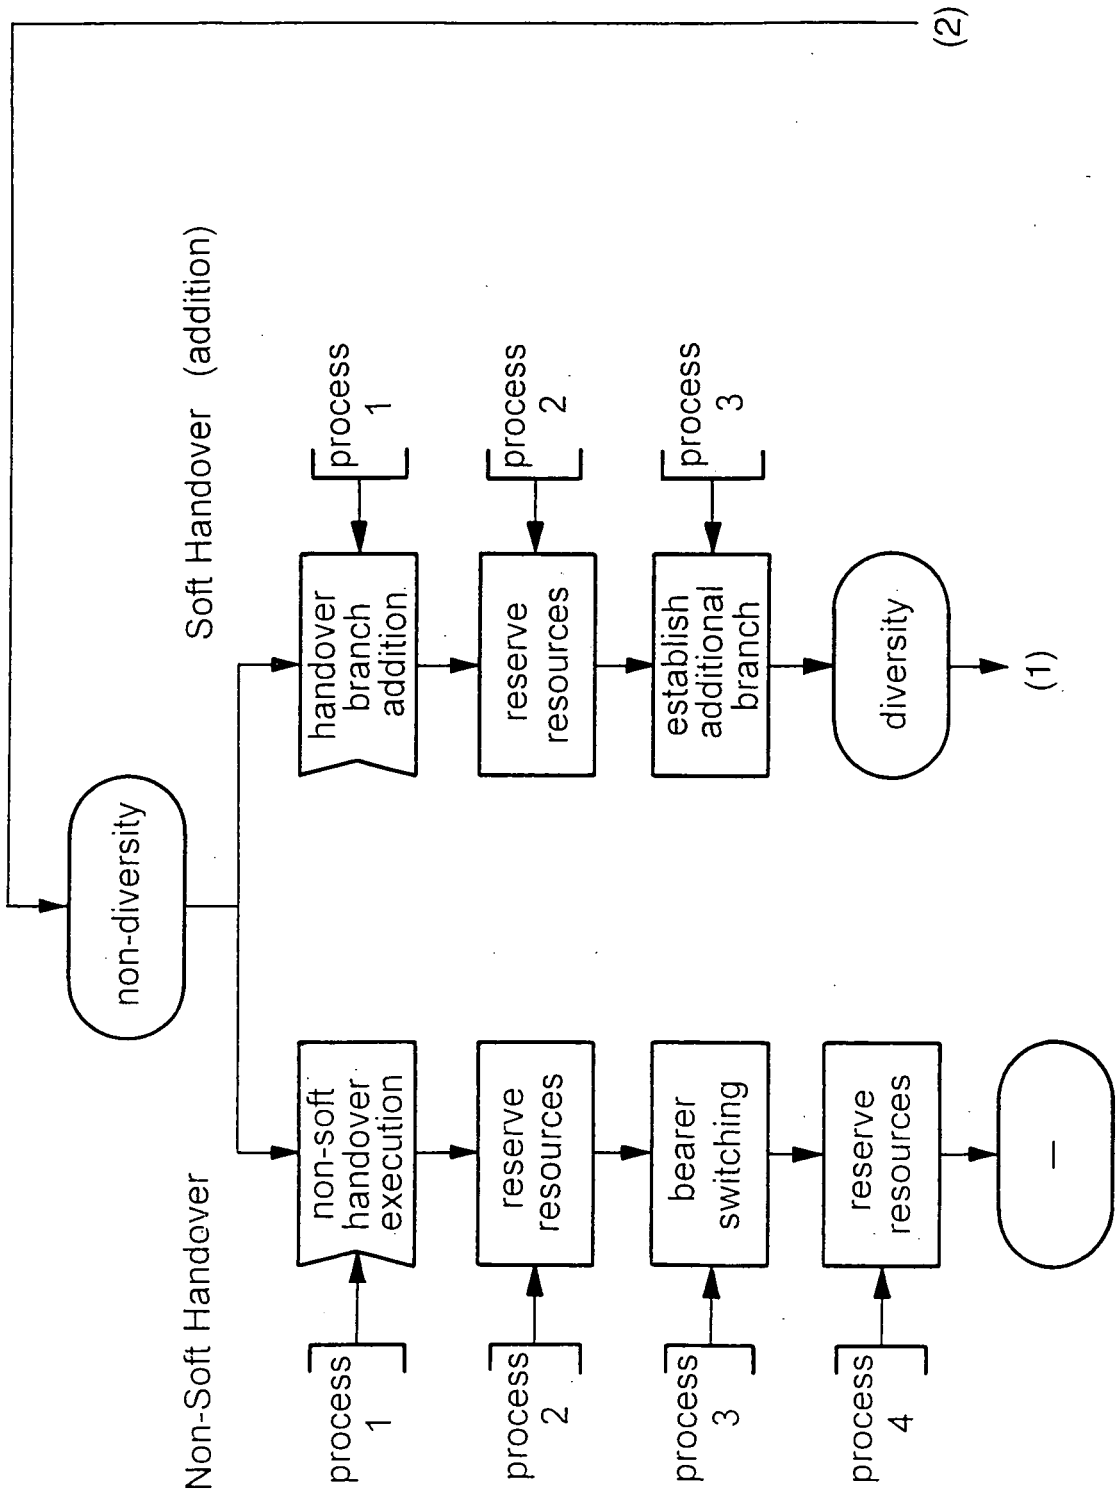 (2)
non-diversity
Non-Soft Handover
Soft Handover (addition)
process
1
non-soft
handover
execution
handover
branch
addition
process
1
process
2
reserve
resources
reserve
resources
process
2
process
3
bearer
switching
establish
additional
branch
process
3
process
4
reserve
resources
diversity
–
(1)